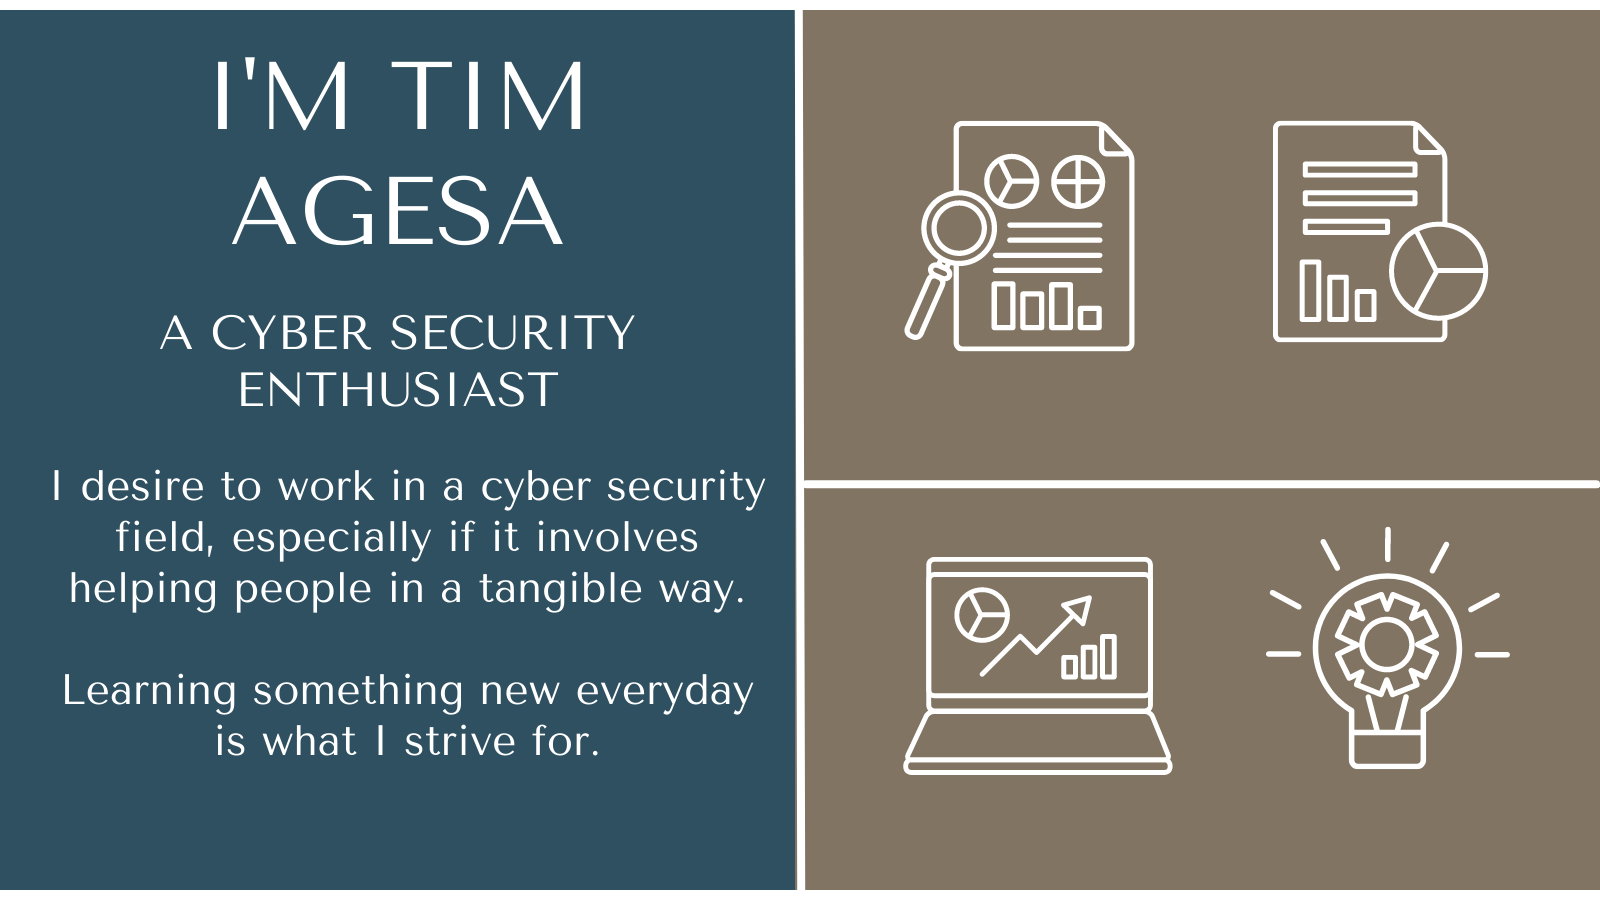 I'M TIM
AGESA
A CYBER SECURITY
ENTHUSIAST
I desire to work in a cyber security
field, especially if it involves
helping people in a tangible way.
Learning something new everyday
is what I strive for.